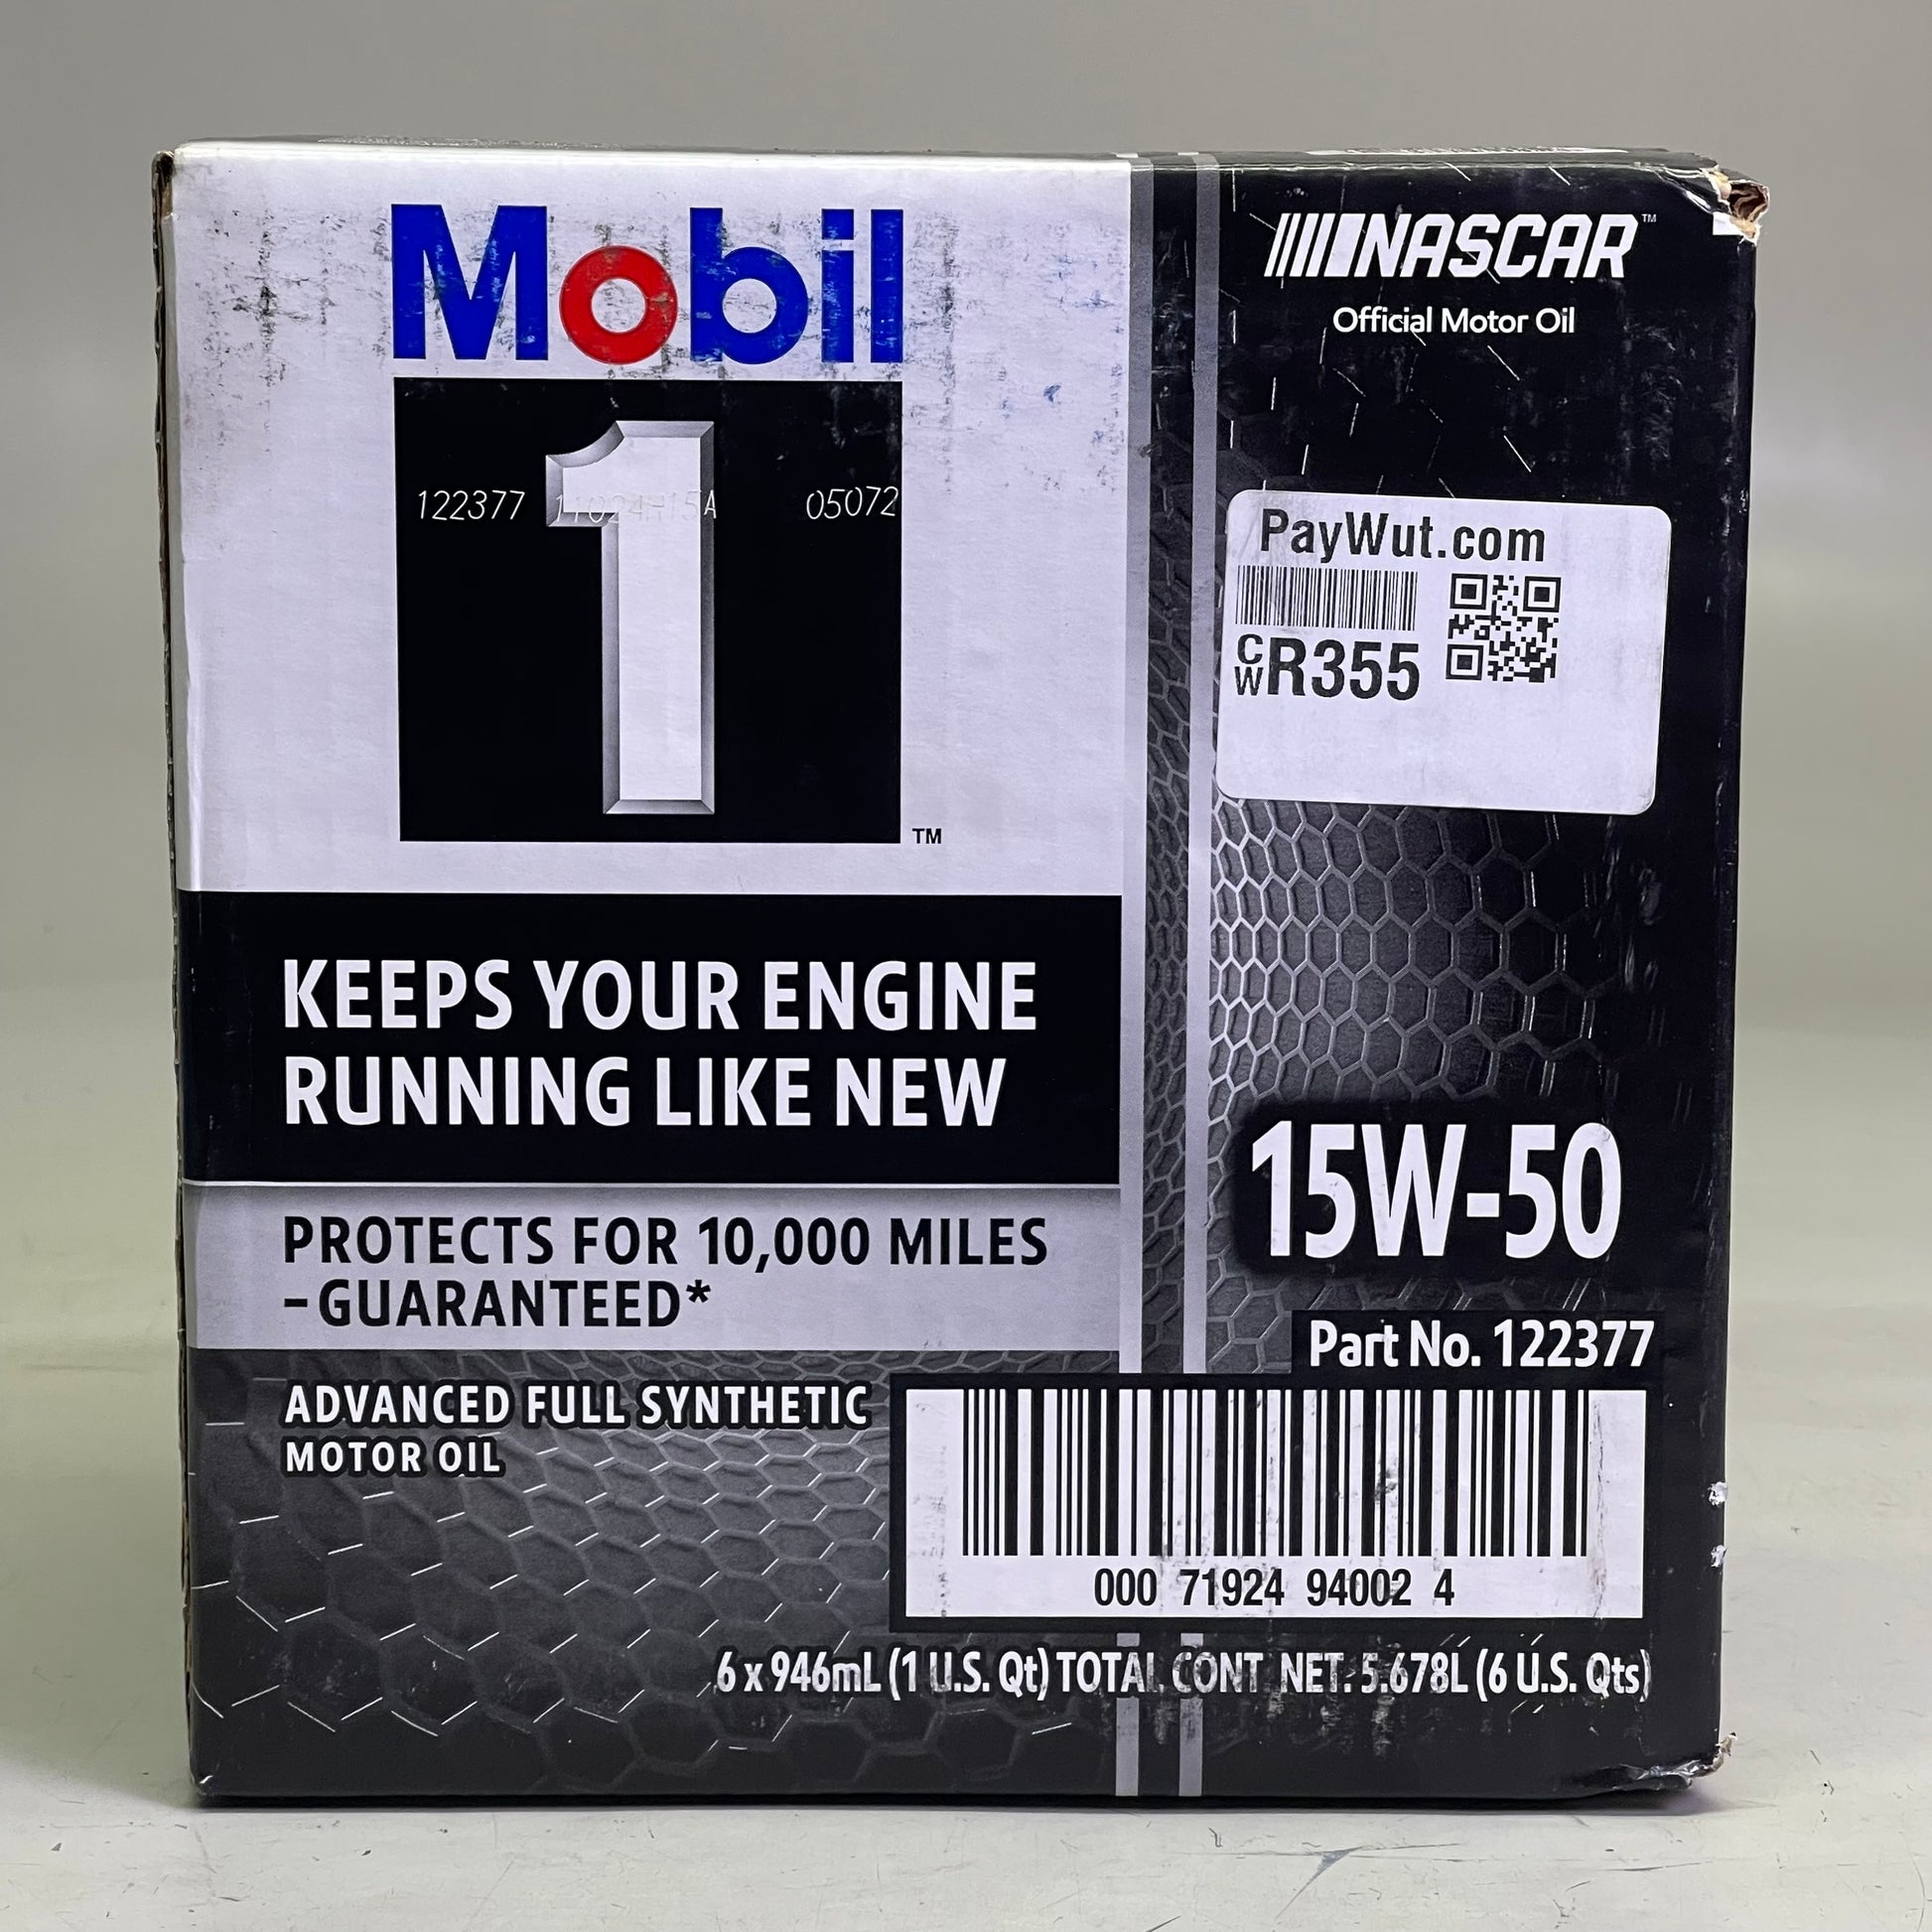 Mobil
1
TM
122377 11024H15A 05072
NASCAR™
Official Motor Oil
PayWut.com
CW R355
KEEPS YOUR ENGINE
RUNNING LIKE NEW
PROTECTS FOR 10,000 MILES
–GUARANTEED*
ADVANCED FULL SYNTHETIC
MOTOR OIL
15W-50
Part No. 122377
000 71924 94002 4
6 x 946mL (1 U.S. Qt) TOTAL CONT NET: 5.678L (6 U.S. Qts)